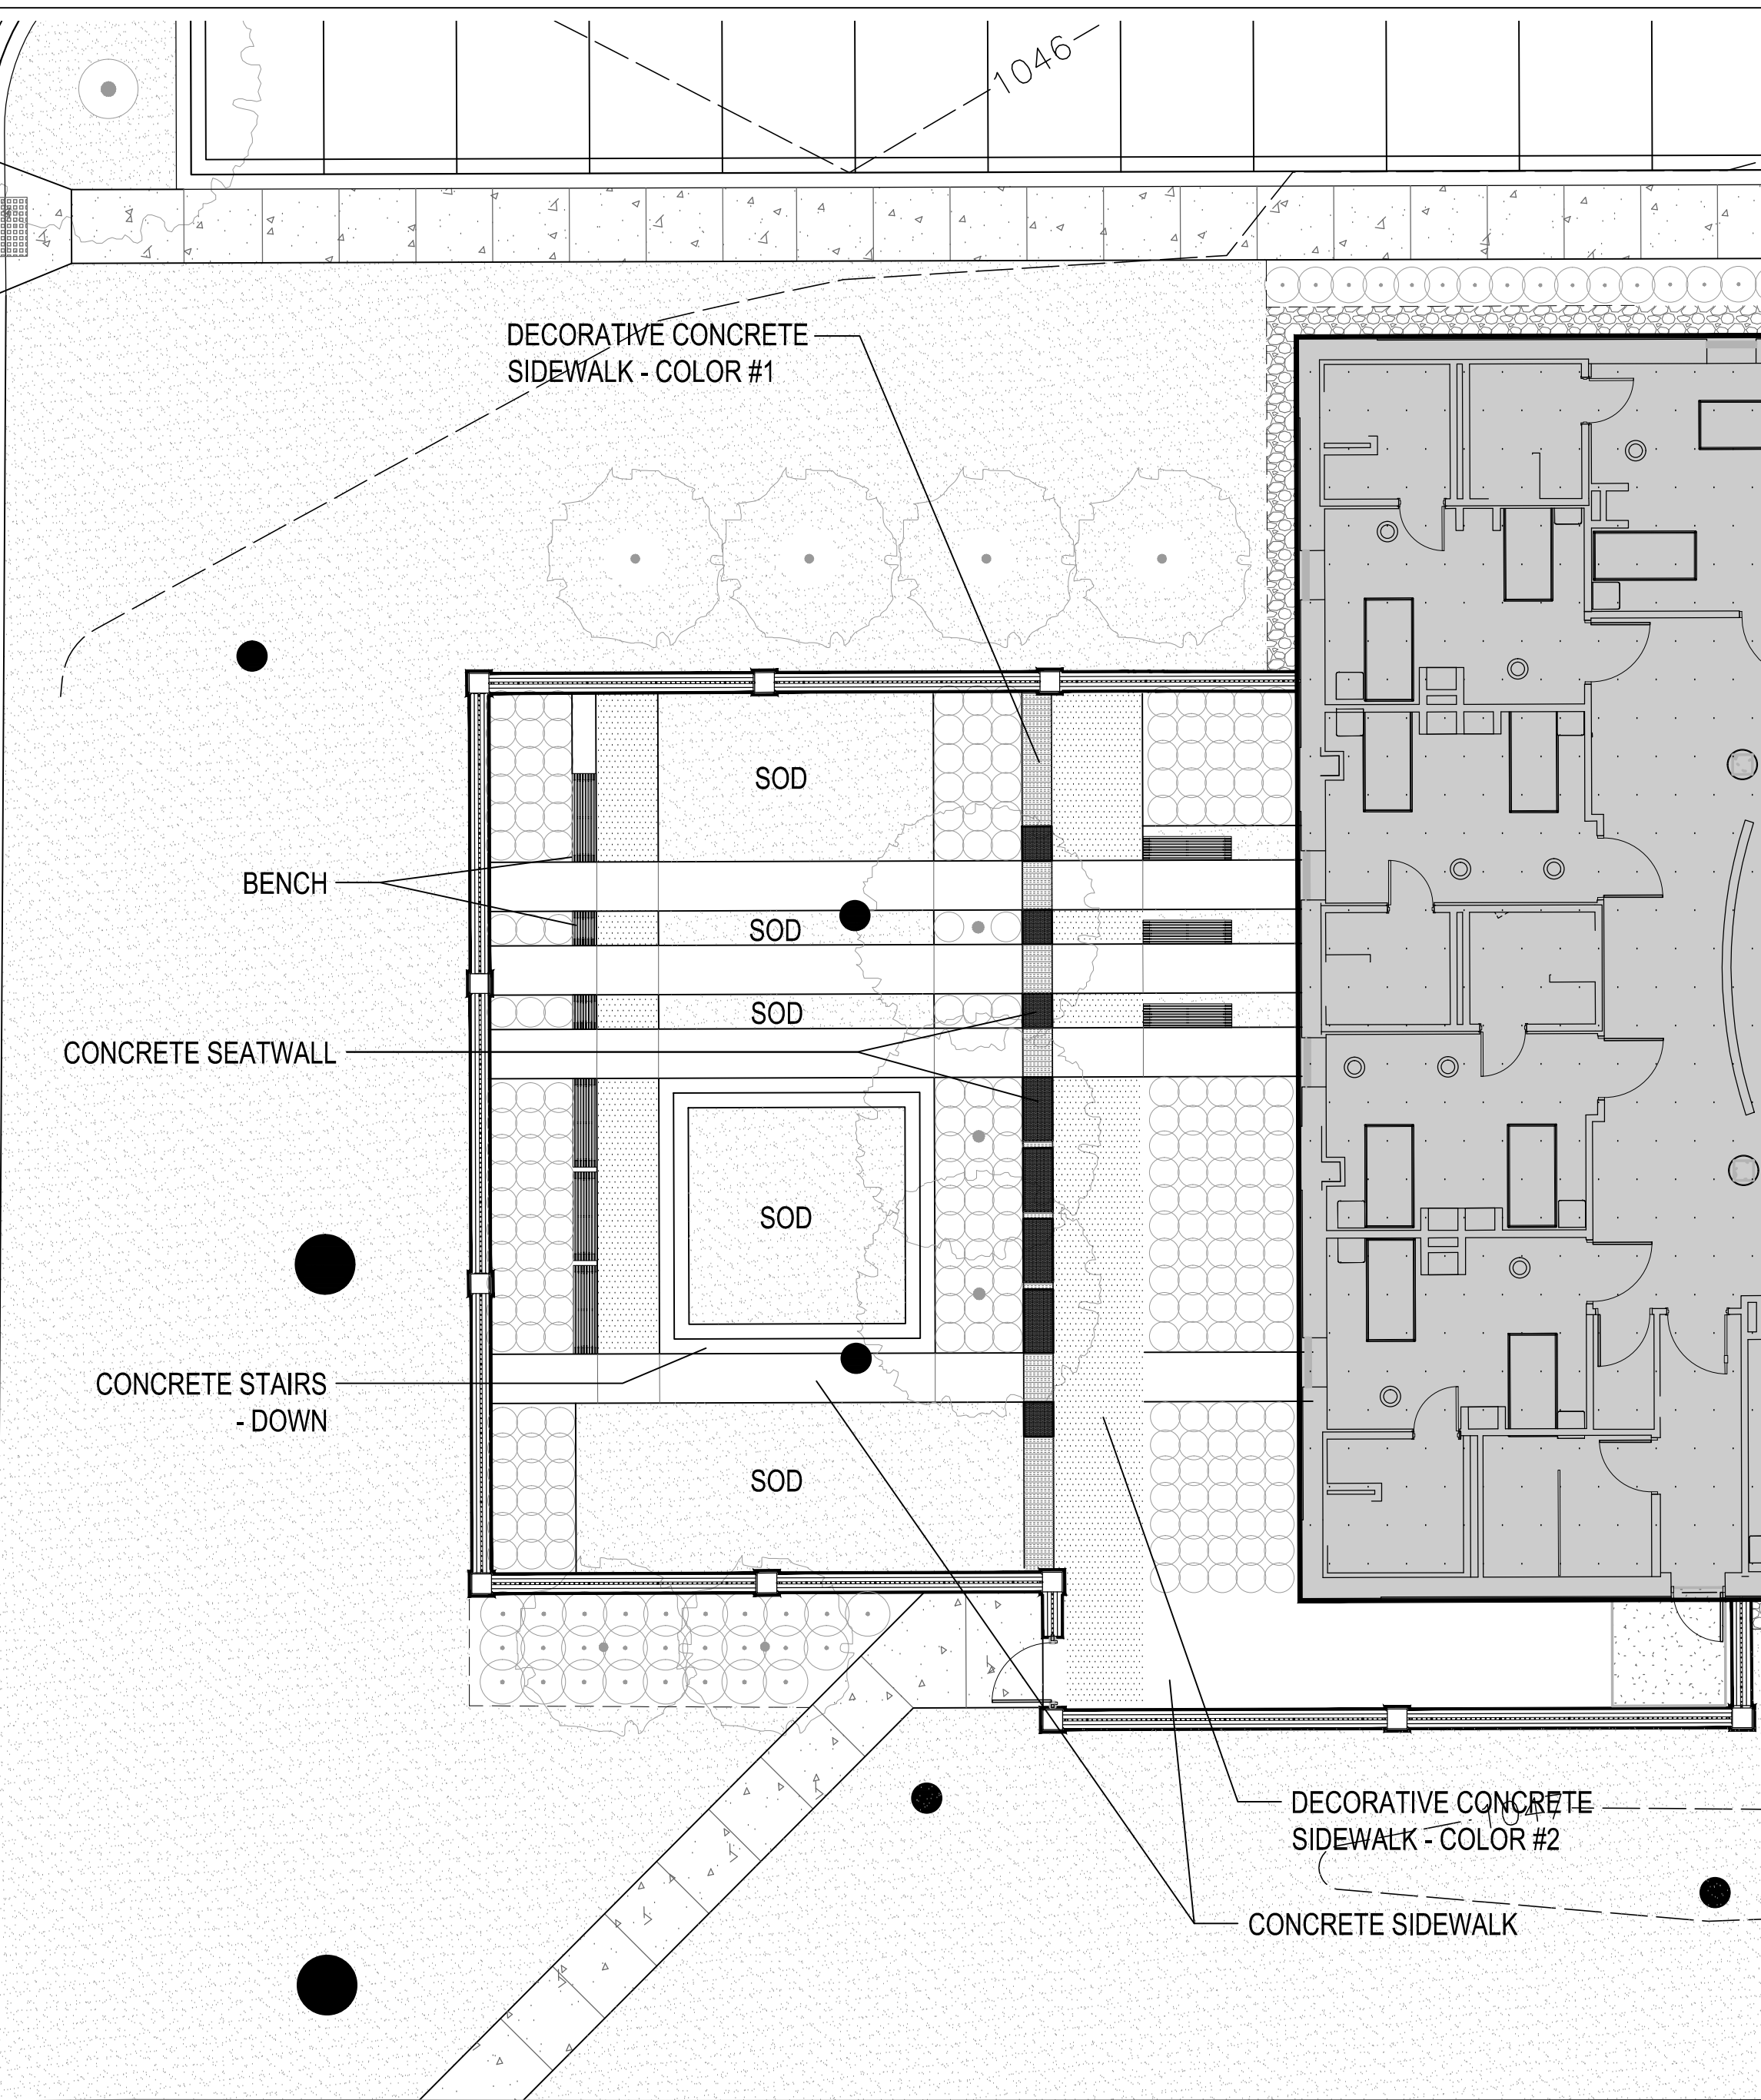 1046
DECORATIVE CONCRETE
SIDEWALK - COLOR #1
SOD
BENCH
SOD
SOD
CONCRETE SEATWALL
SOD
CONCRETE STAIRS
- DOWN
SOD
DECORATIVE CONCRETE
SIDEWALK - COLOR #2
1047
CONCRETE SIDEWALK